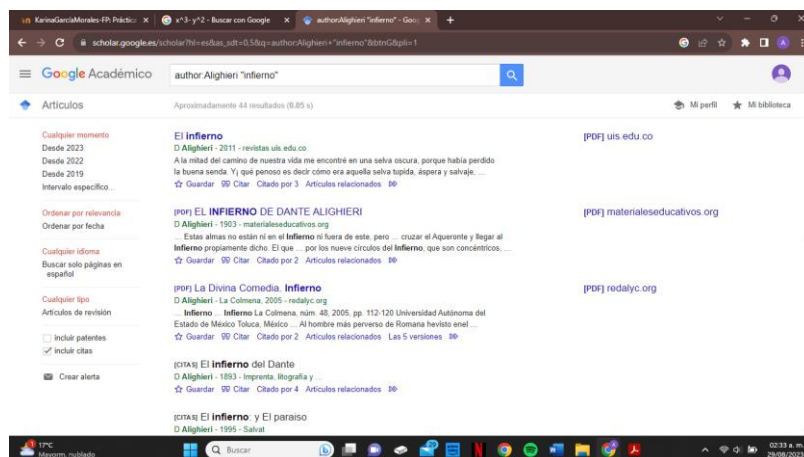 KarinaGarcíaMorales-FP: Práctic
x^3- y^2 - Buscar con Google
author:Alighieri "infierno" - Goo
scholar.google.es/scholar?hl=es&as_sdt=0,5&q=author:Alighieri+"infierno"&btnG&pli=1
Google Académico
author:Alighieri "infierno"
Artículos
Aproximadamente 44 resultados (0.05 s)
Mi perfil
Mi biblioteca
Cualquier momento
Desde 2023
Desde 2022
Desde 2019
Intervalo específico...
Ordenar por relevancia
Ordenar por fecha
Cualquier idioma
Buscar solo páginas en
español
Cualquier tipo
Artículos de revisión
incluir patentes
incluir citas
Crear alerta
El infierno
D Alighieri - 2011 - revistas.uis.edu.co
A la mitad del camino de nuestra vida me encontré en una selva oscura, porque había perdido
la buena senda. Y¡ qué penoso es decir cómo era aquella selva tupida, áspera y salvaje, ...
Guardar Citar Citado por 3 Artículos relacionados
[PDF] uis.edu.co
[PDF] EL INFIERNO DE DANTE ALIGHIERI
D Alighieri - 1903 - materialeseducativos.org
... Estas almas no están ni en el Infierno ni fuera de este, pero ... cruzar el Aqueronte y llegar al
Infierno propiamente dicho. El que ... por los nueve círculos del Infierno, que son concéntricos, ...
Guardar Citar Citado por 2 Artículos relacionados
[PDF] materialeseducativos.org
[PDF] La Divina Comedia. Infierno
D Alighieri - La Colmena, 2005 - redalyc.org
... Infierno ... Infierno La Colmena, núm. 48, 2005, pp. 112-120 Universidad Autónoma del
Estado de México Toluca, México ... Al hombre más perverso de Romana hevisto enel ...
Guardar Citar Citado por 2 Artículos relacionados Las 5 versiones
[PDF] redalyc.org
[CITAS] El infierno del Dante
D Alighieri - 1893 - Imprenta, litografía y ...
Guardar Citar Citado por 4 Artículos relacionados
[CITAS] El infierno: y El paraiso
D Alighieri - 1995 - Salvat
17°C
Mayorm. nublado
Buscar
02:33 a. m.
29/08/2023